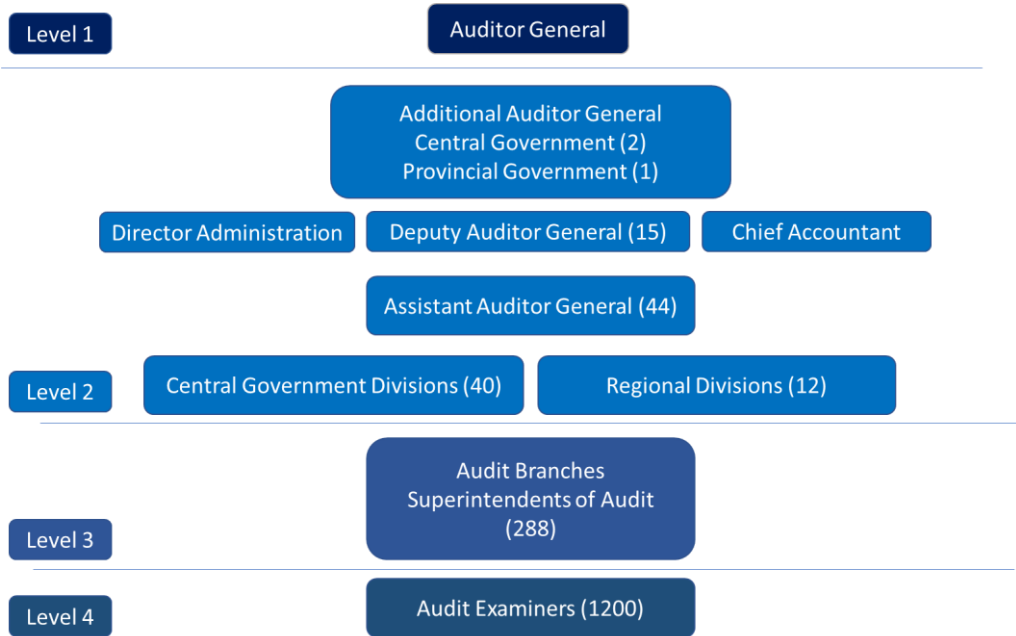 Level 1
Auditor General
Additional Auditor General
Central Government (2)
Provincial Government (1)
Director Administration
Deputy Auditor General (15)
Chief Accountant
Assistant Auditor General (44)
Level 2
Central Government Divisions (40)
Regional Divisions (12)
Audit Branches
Superintendents of Audit
(288)
Level 3
Level 4
Audit Examiners (1200)